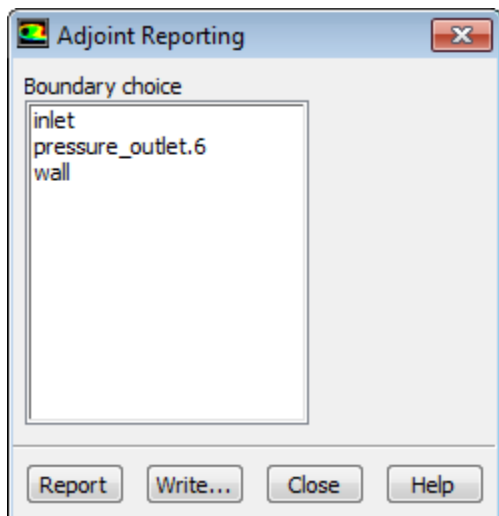 Adjoint Reporting
Boundary choice
inlet
pressure_outlet.6
wall
Report Write... Close Help